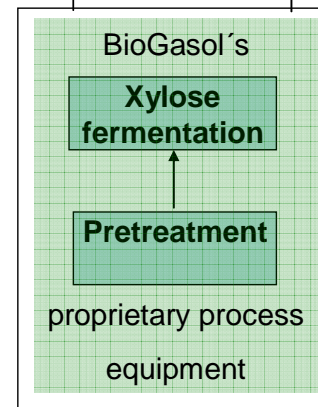 BioGasol´s
Xylose
fermentation
Pretreatment
proprietary process
equipment